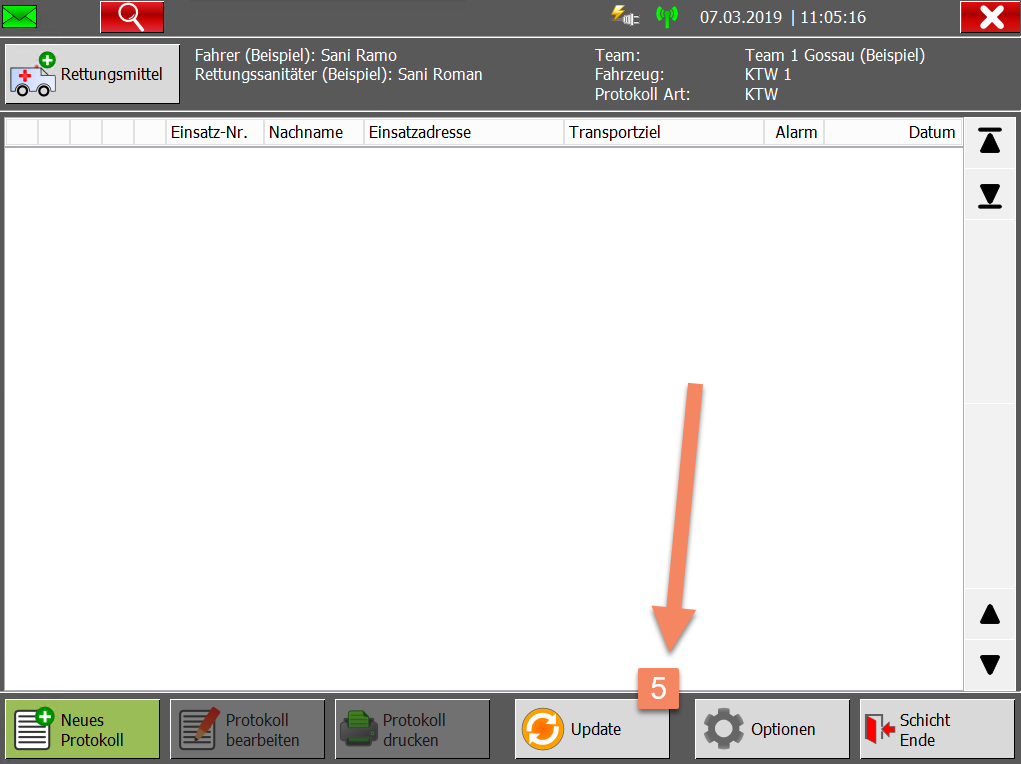 07.03.2019 | 11:05:16
Rettungsmittel
Fahrer (Beispiel): Sani Ramo
Rettungssanitäter (Beispiel): Sani Roman
Team: Team 1 Gossau (Beispiel)
Fahrzeug: KTW 1
Protokoll Art: KTW
Einsatz-Nr. Nachname Einsatzadresse Transportziel Alarm Datum
5
Neues
Protokoll
Protokoll
bearbeiten
Protokoll
drucken
Update
Optionen
Schicht
Ende